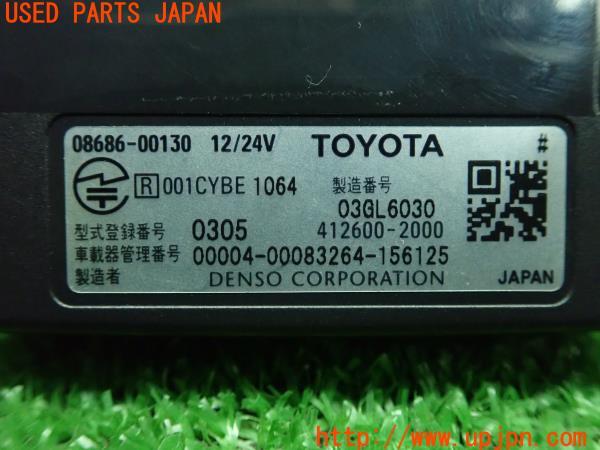 USED PARTS JAPAN
08686-00130 12/24V TOYOTA #
R 001CYBE 1064 製造番号
03GL6030
型式登録番号 0305 412600-2000
車載器管理番号 00004-00083264-156125
製造者 DENSO CORPORATION JAPAN
http://www.upjpn.com